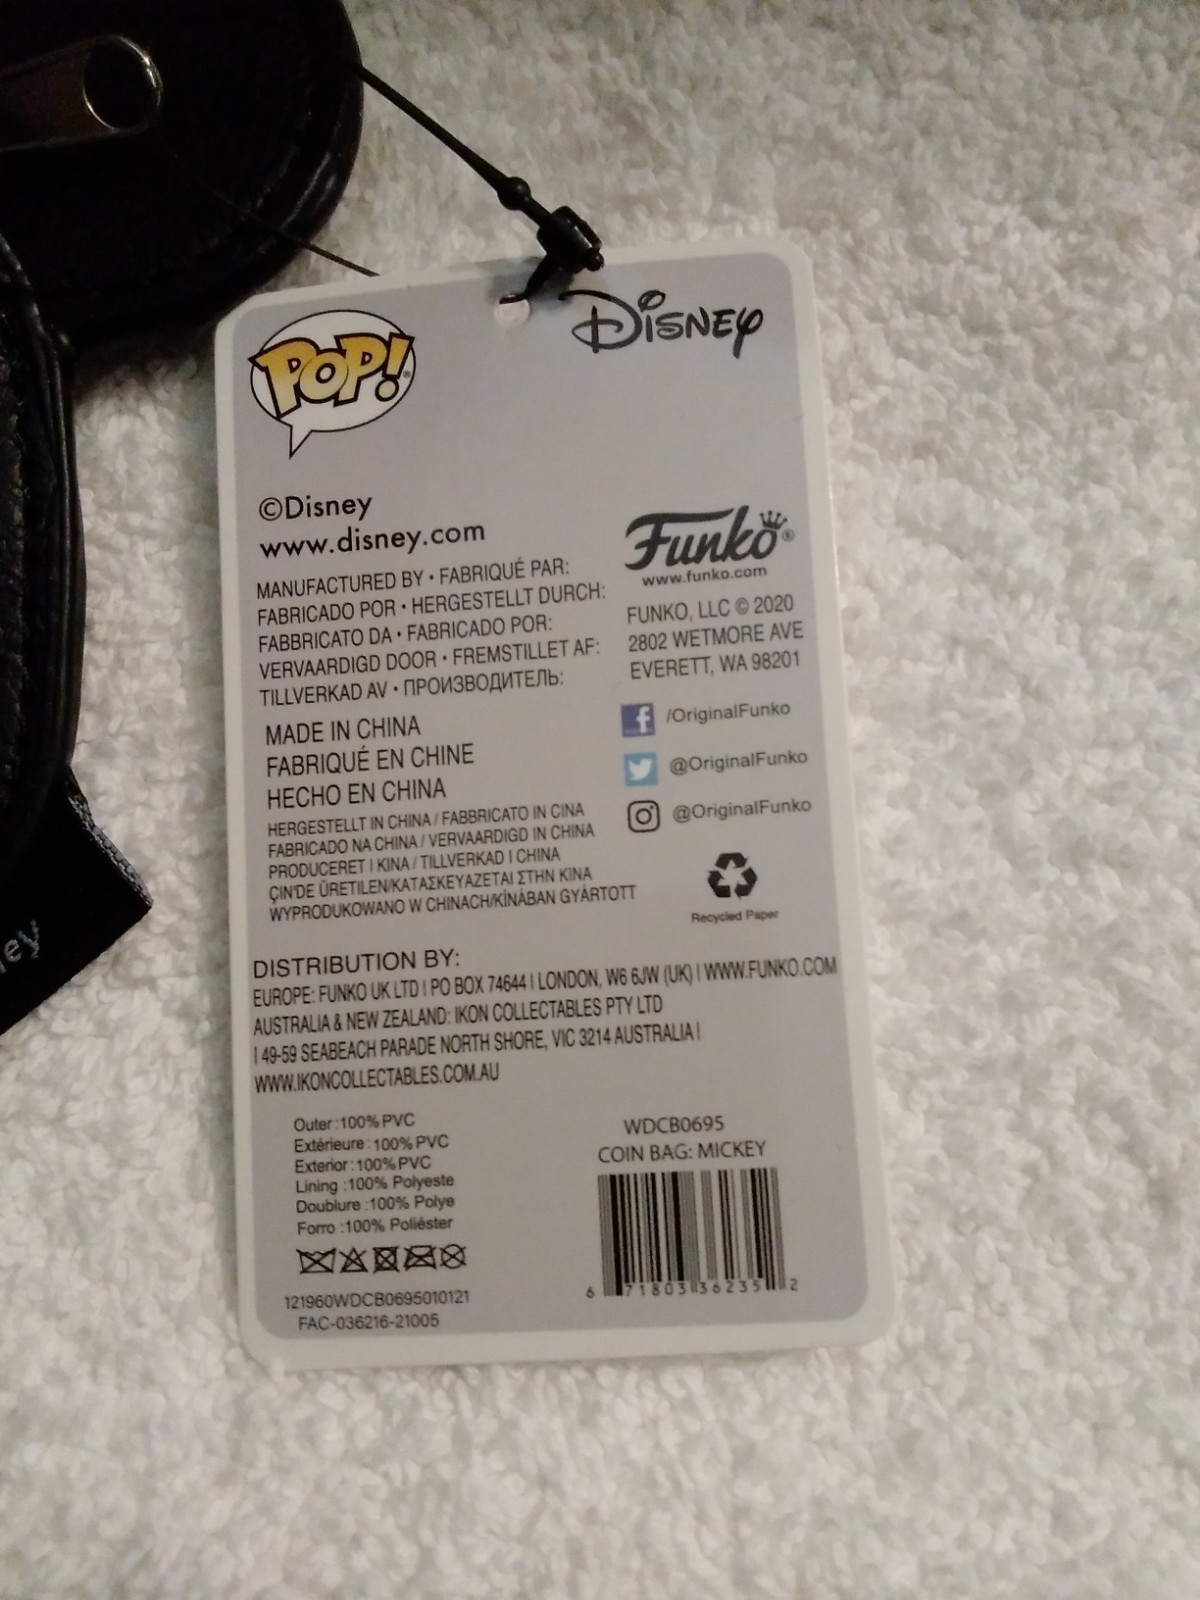 POP!
DISNEY
©Disney
www.disney.com
MANUFACTURED BY • FABRIQUÉ PAR:
FABRICADO POR • HERGESTELLT DURCH:
FABBRICATO DA • FABRICADO POR:
VERVAARDIGD DOOR • FREMSTILLET AF:
TILLVERKAD AV • ПРОИЗВОДИТЕЛЬ:
Funko®
www.funko.com
FUNKO, LLC © 2020
2802 WETMORE AVE
EVERETT, WA 98201
/OriginalFunko
@OriginalFunko
@OriginalFunko
Recycled Paper
MADE IN CHINA
FABRIQUÉ EN CHINE
HECHO EN CHINA
HERGESTELLT IN CHINA / FABBRICATO IN CINA
FABRICADO NA CHINA / VERVAARDIGD IN CHINA
PRODUCERET I KINA / TILLVERKAD I CHINA
ÇIN'DE ÜRETILEN/ΚΑΤΑΣΚΕΥΑΖΕΤΑΙ ΣΤΗΝ ΚΙΝΑ
WYPRODUKOWANO W CHINACH/KÍNÁBAN GYÁRTOTT
DISTRIBUTION BY:
EUROPE: FUNKO UK LTD | PO BOX 74644 | LONDON, W6 6JW (UK) | WWW.FUNKO.COM
AUSTRALIA & NEW ZEALAND: IKON COLLECTABLES PTY LTD
| 49-59 SEABEACH PARADE NORTH SHORE, VIC 3214 AUSTRALIA |
WWW.IKONCOLLECTABLES.COM.AU
Outer :100% PVC
Extérieure : 100% PVC
Exterior : 100% PVC
Lining :100% Polyeste
Doublure :100% Polye
Forro :100% Poliéster
121960WDCB0695010121
FAC-036216-21005
WDCB0695
COIN BAG: MICKEY
6 71803 36235 2
ey